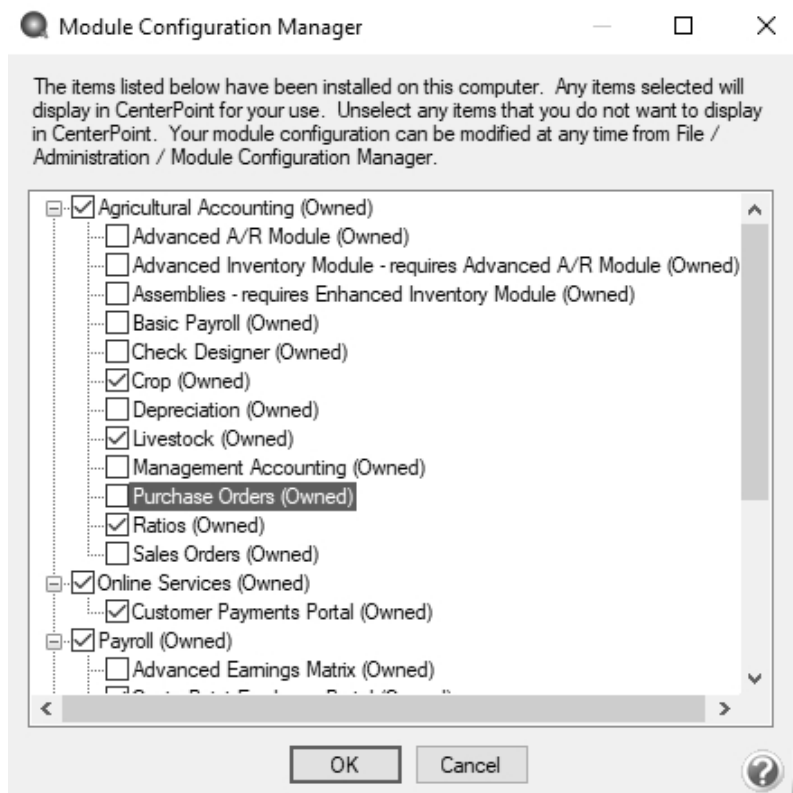 Module Configuration Manager
The items listed below have been installed on this computer. Any items selected will
display in CenterPoint for your use. Unselect any items that you do not want to display
in CenterPoint. Your module configuration can be modified at any time from File /
Administration / Module Configuration Manager.
Agricultural Accounting (Owned)
Advanced A/R Module (Owned)
Advanced Inventory Module - requires Advanced A/R Module (Owned)
Assemblies - requires Enhanced Inventory Module (Owned)
Basic Payroll (Owned)
Check Designer (Owned)
Crop (Owned)
Depreciation (Owned)
Livestock (Owned)
Management Accounting (Owned)
Purchase Orders (Owned)
Ratios (Owned)
Sales Orders (Owned)
Online Services (Owned)
Customer Payments Portal (Owned)
Payroll (Owned)
Advanced Earnings Matrix (Owned)
OK Cancel